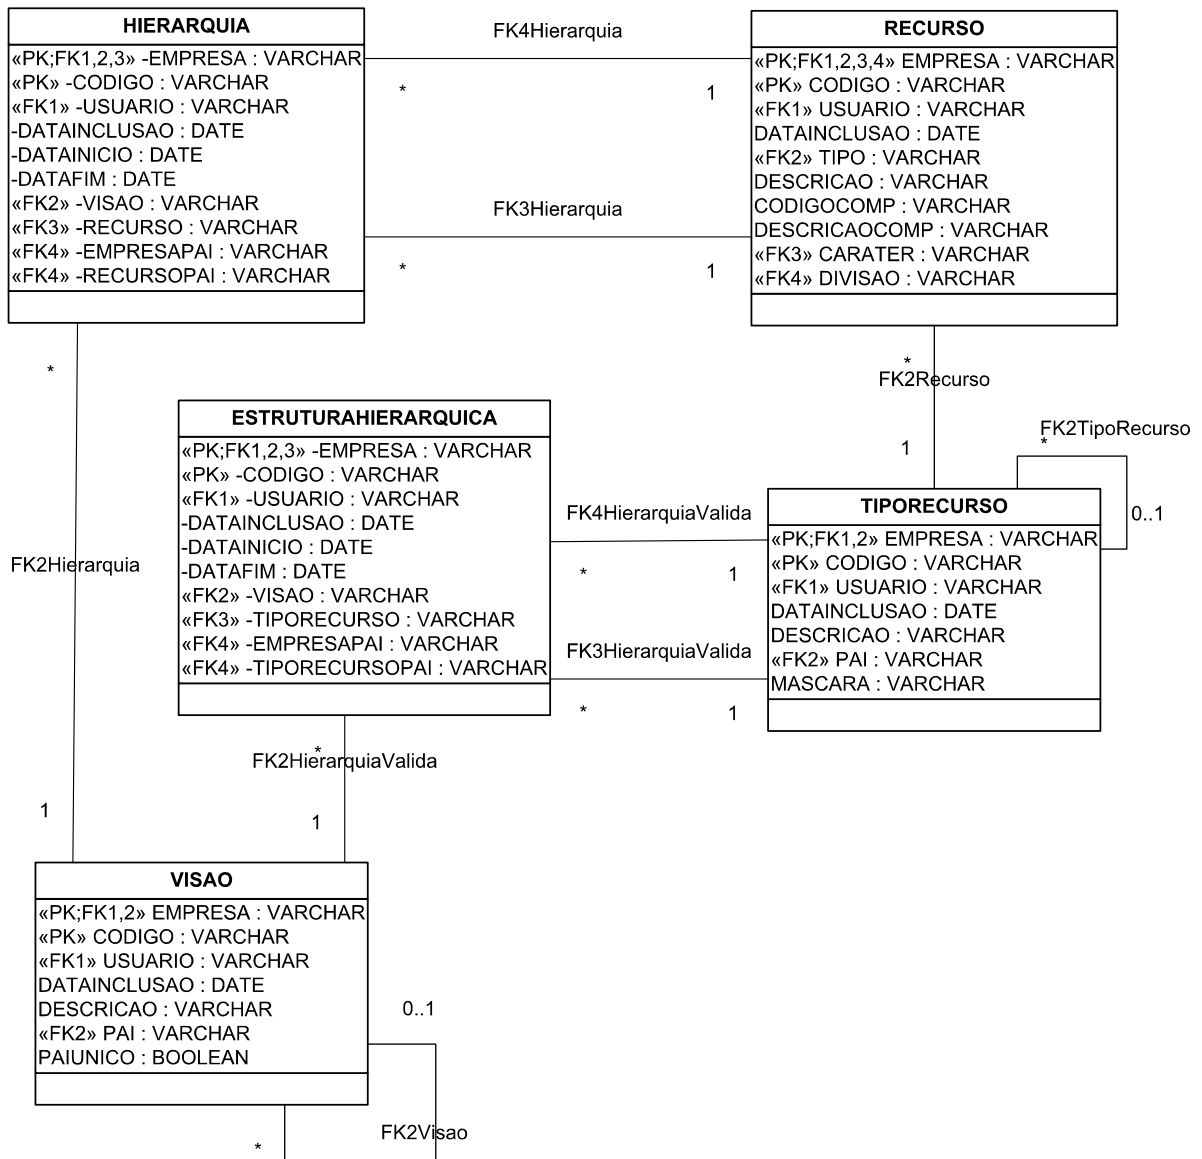 HIERARQUIA
«PK;FK1,2,3» -EMPRESA : VARCHAR
«PK» -CODIGO : VARCHAR
«FK1» -USUARIO : VARCHAR
-DATAINCLUSAO : DATE
-DATAINICIO : DATE
-DATAFIM : DATE
«FK2» -VISAO : VARCHAR
«FK3» -RECURSO : VARCHAR
«FK4» -EMPRESAPAI : VARCHAR
«FK4» -RECURSOPAI : VARCHAR
FK4Hierarquia
*
1
FK3Hierarquia
*
1
RECURSO
«PK;FK1,2,3,4» EMPRESA : VARCHAR
«PK» CODIGO : VARCHAR
«FK1» USUARIO : VARCHAR
DATAINCLUSAO : DATE
«FK2» TIPO : VARCHAR
DESCRICAO : VARCHAR
CODIGOCOMP : VARCHAR
DESCRICAOCOMP : VARCHAR
«FK3» CARATER : VARCHAR
«FK4» DIVISAO : VARCHAR
*
FK2Recurso
1
*
FK2Hierarquia
1
ESTRUTURAHIERARQUICA
«PK;FK1,2,3» -EMPRESA : VARCHAR
«PK» -CODIGO : VARCHAR
«FK1» -USUARIO : VARCHAR
-DATAINCLUSAO : DATE
-DATAINICIO : DATE
-DATAFIM : DATE
«FK2» -VISAO : VARCHAR
«FK3» -TIPORECURSO : VARCHAR
«FK4» -EMPRESAPAI : VARCHAR
«FK4» -TIPORECURSOPAI : VARCHAR
FK4HierarquiaValida
*
1
FK3HierarquiaValida
*
1
FK2TipoRecurso
*
0..1
TIPORECURSO
«PK;FK1,2» EMPRESA : VARCHAR
«PK» CODIGO : VARCHAR
«FK1» USUARIO : VARCHAR
DATAINCLUSAO : DATE
DESCRICAO : VARCHAR
«FK2» PAI : VARCHAR
MASCARA : VARCHAR
*
FK2HierarquiaValida
1
VISAO
«PK;FK1,2» EMPRESA : VARCHAR
«PK» CODIGO : VARCHAR
«FK1» USUARIO : VARCHAR
DATAINCLUSAO : DATE
DESCRICAO : VARCHAR
«FK2» PAI : VARCHAR
PAIUNICO : BOOLEAN
0..1
FK2Visao
*